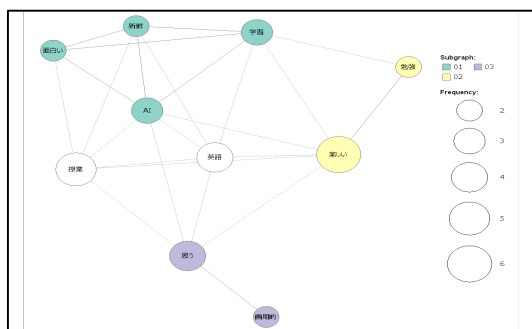 新鮮
学習
面白い
勉強
AI
英語
楽しい
授業
思う
画期的
Subgraph:
01
03
02
Frequency:
2
3
4
5
6